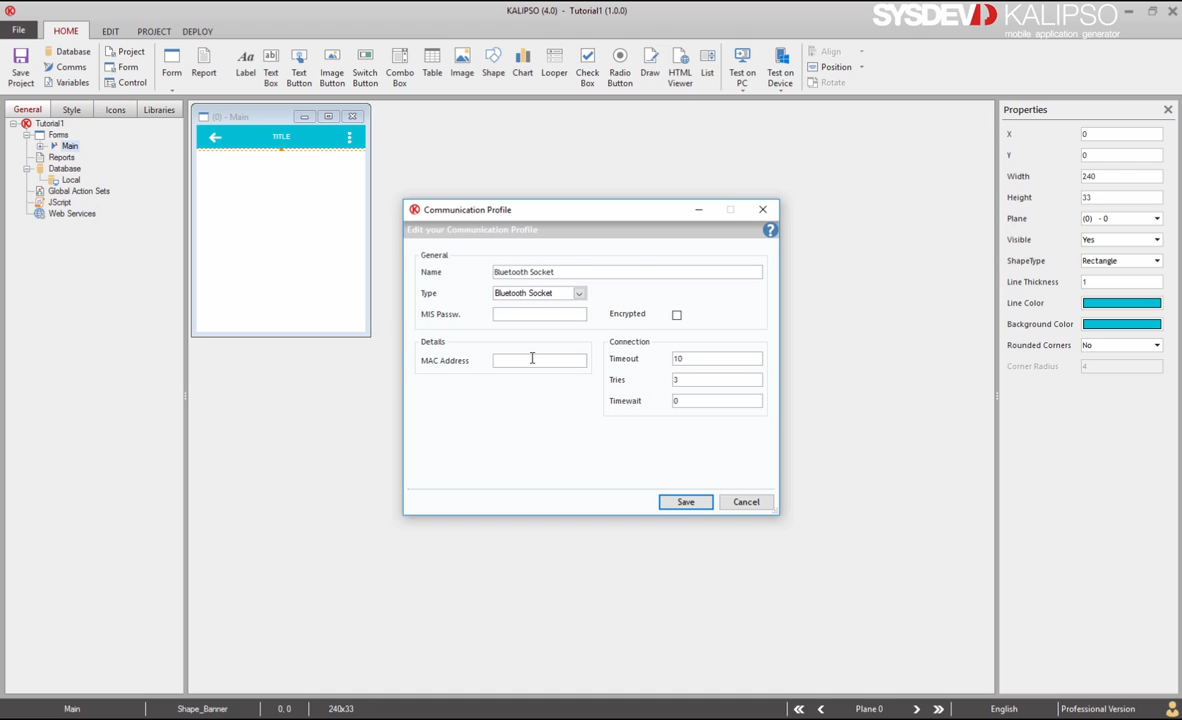 KALIPSO (4.0) - Tutorial1 (1.0.0)
SYSDEV KALIPSO
mobile application generator
File
HOME
EDIT
PROJECT
DEPLOY
Save Project
Database
Comms
Variables
Project
Form
Control
Form
Report
Label
Text Box
Text Button
Image Button
Switch Button
Combo Box
Table
Image
Shape
Chart
Looper
Check Box
Radio Button
Draw
HTML Viewer
List
Test on PC
Test on Device
Align
Position
Rotate
General
Style
Icons
Libraries
Tutorial1
Forms
Main
Reports
Database
Local
Global Action Sets
JScript
Web Services
(0) - Main
TITLE
Communication Profile
Edit your Communication Profile
?
General
Name
Bluetooth Socket
Type
Bluetooth Socket
MIS Passw.
Encrypted
Details
MAC Address
Connection
Timeout
10
Tries
3
Timewait
0
Save
Cancel
Properties
X
0
Y
0
Width
240
Height
33
Plane
(0) - 0
Visible
Yes
ShapeType
Rectangle
Line Thickness
1
Line Color
Background Color
Rounded Corners
No
Corner Radius
4
Main
Shape_Banner
0, 0
240x33
Plane 0
English
Professional Version